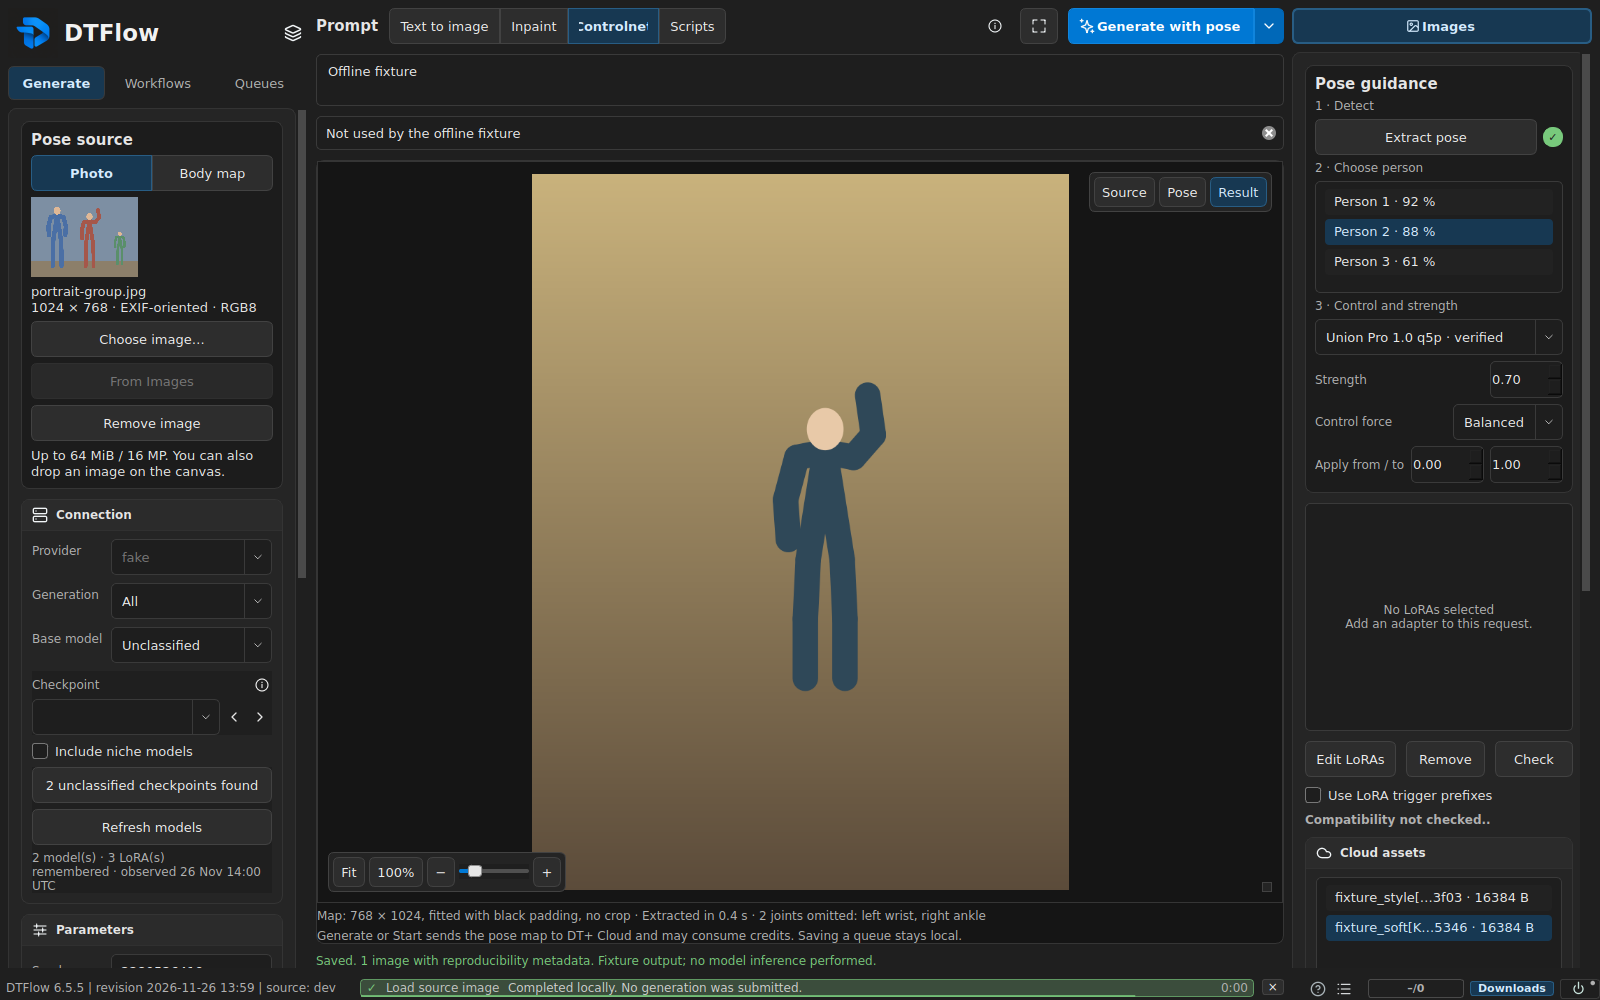 DTFlow
Generate
Workflows
Queues
Pose source
Photo
Body map
portrait-group.jpg
1024 × 768 · EXIF-oriented · RGB8
Choose image...
From Images
Remove image
Up to 64 MiB / 16 MP. You can also
drop an image on the canvas.
Connection
Provider
fake
Generation
All
Base model
Unclassified
Checkpoint
Include niche models
2 unclassified checkpoints found
Refresh models
2 model(s) · 3 LoRA(s)
remembered · observed 26 Nov 14:00
UTC
Parameters
Prompt
Text to image
Inpaint
Controlnet
Scripts
Generate with pose
Offline fixture
Not used by the offline fixture
Source
Pose
Result
Fit
100%
−
+
Map: 768 × 1024, fitted with black padding, no crop · Extracted in 0.4 s · 2 joints omitted: left wrist, right ankle
Generate or Start sends the pose map to DT+ Cloud and may consume credits. Saving a queue stays local.
Saved. 1 image with reproducibility metadata. Fixture output; no model inference performed.
Images
Pose guidance
1 · Detect
Extract pose
✓
2 · Choose person
Person 1 · 92 %
Person 2 · 88 %
Person 3 · 61 %
3 · Control and strength
Union Pro 1.0 q5p · verified
Strength
0.70
Control force
Balanced
Apply from / to
0.00
1.00
No LoRAs selected
Add an adapter to this request.
Edit LoRAs
Remove
Check
Use LoRA trigger prefixes
Compatibility not checked..
Cloud assets
fixture_style[...3f03 · 16384 B
fixture_soft[K...5346 · 16384 B
DTFlow 6.5.5 | revision 2026-11-26 13:59 | source: dev
✓ Load source image Completed locally. No generation was submitted.
0:00
–/0
Downloads